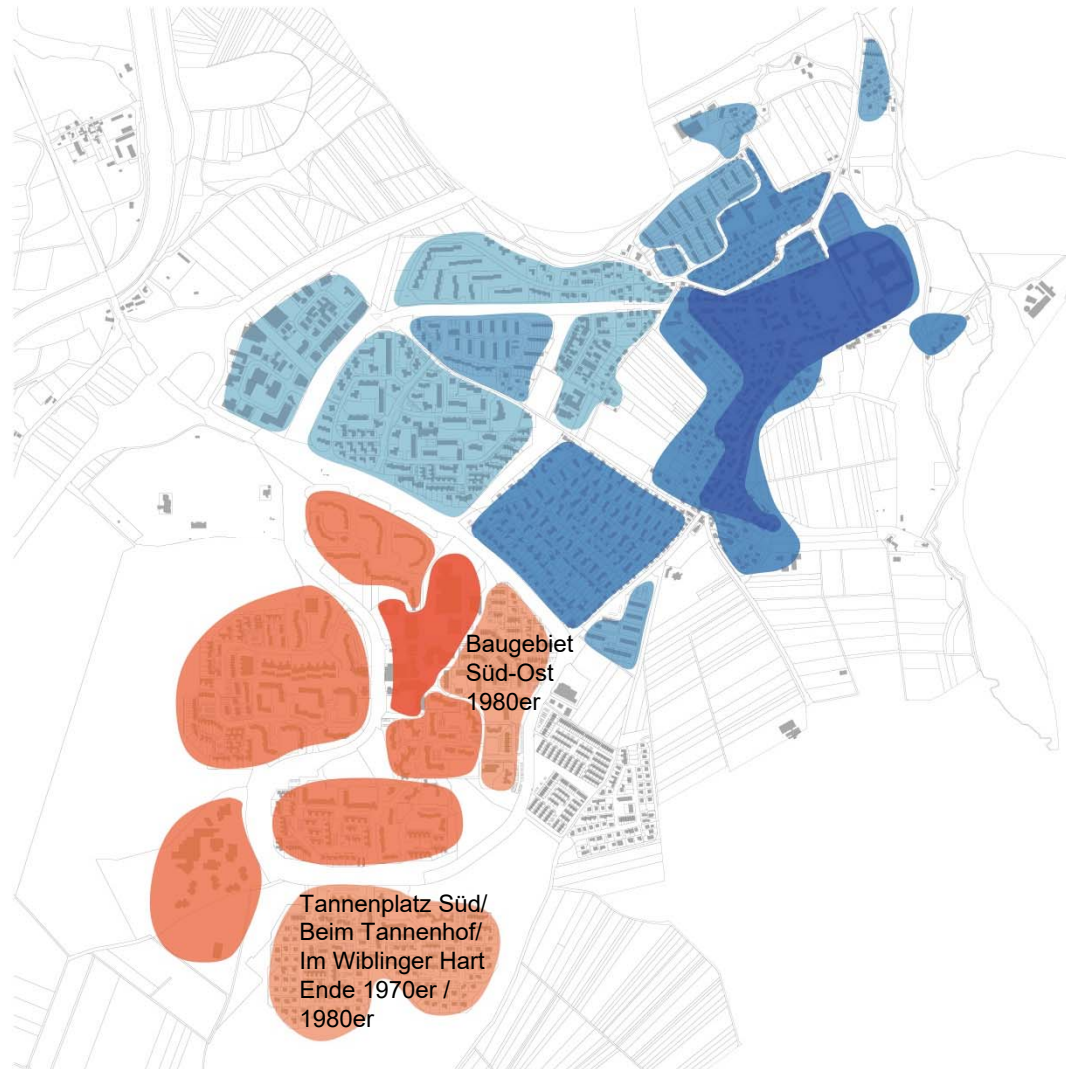 Baugebiet
Süd-Ost
1980er
Tannenplatz Süd/
Beim Tannenhof/
Im Wiblinger Hart
Ende 1970er /
1980er